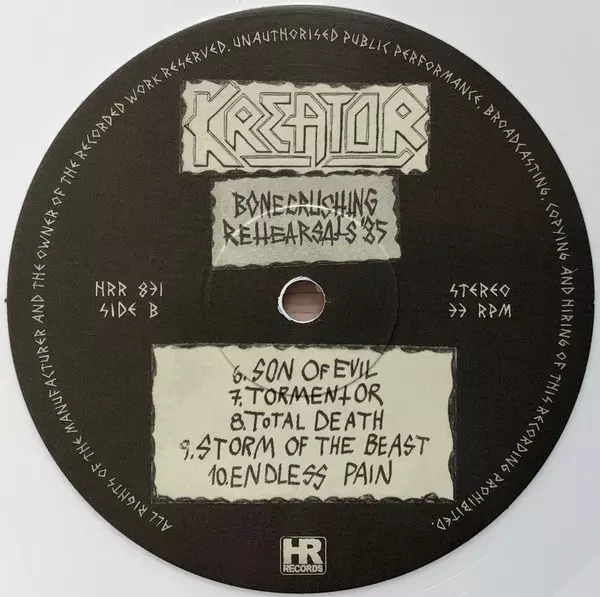 ALL RIGHTS OF THE MANUFACTURER AND THE OWNER OF THE RECORDED WORK RESERVED. UNAUTHORISED PUBLIC PERFORMANCE, BROADCASTING, COPYING AND HIRING OF THIS RECORDING PROHIBITED.
KREATOR
BONECRUSHING
REHEARSALS '85
HRR 831
SIDE B
STEREO
33 RPM
6. SON OF EVIL
7. TORMENTOR
8. TOTAL DEATH
9. STORM OF THE BEAST
10. ENDLESS PAIN
HR
RECORDS